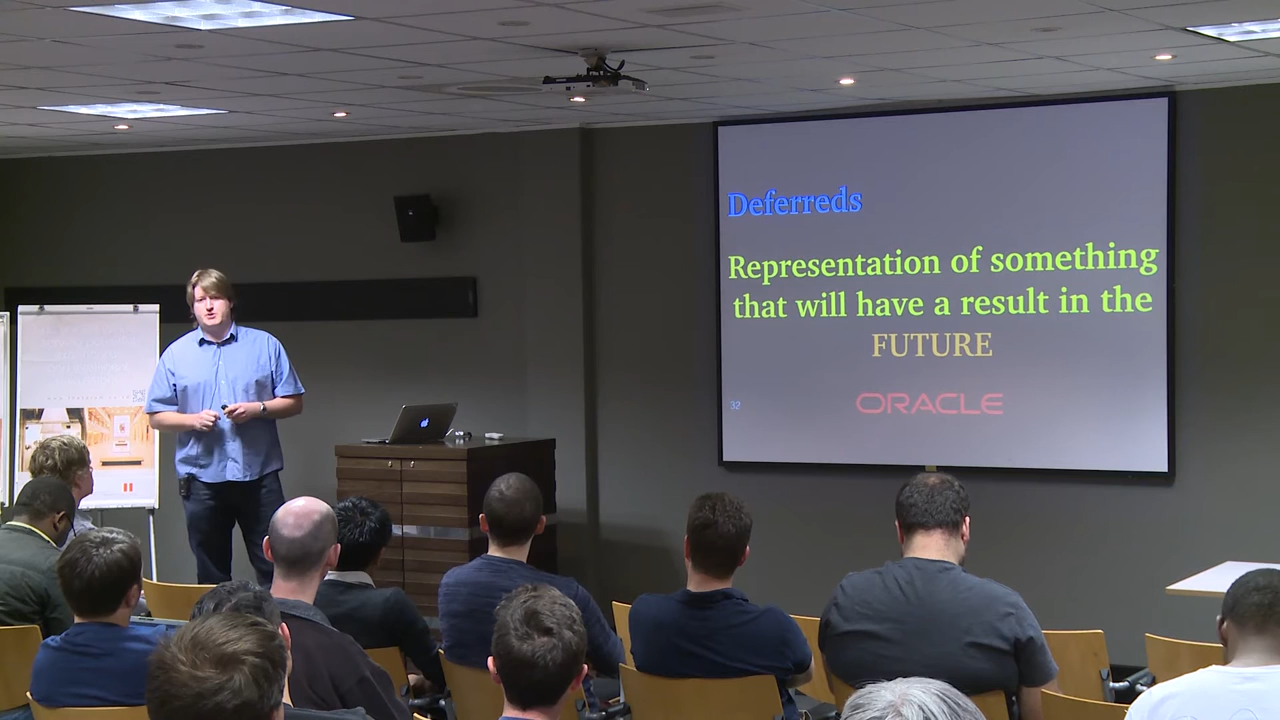 Deferreds
Representation of something
that will have a result in the
FUTURE
32
ORACLE